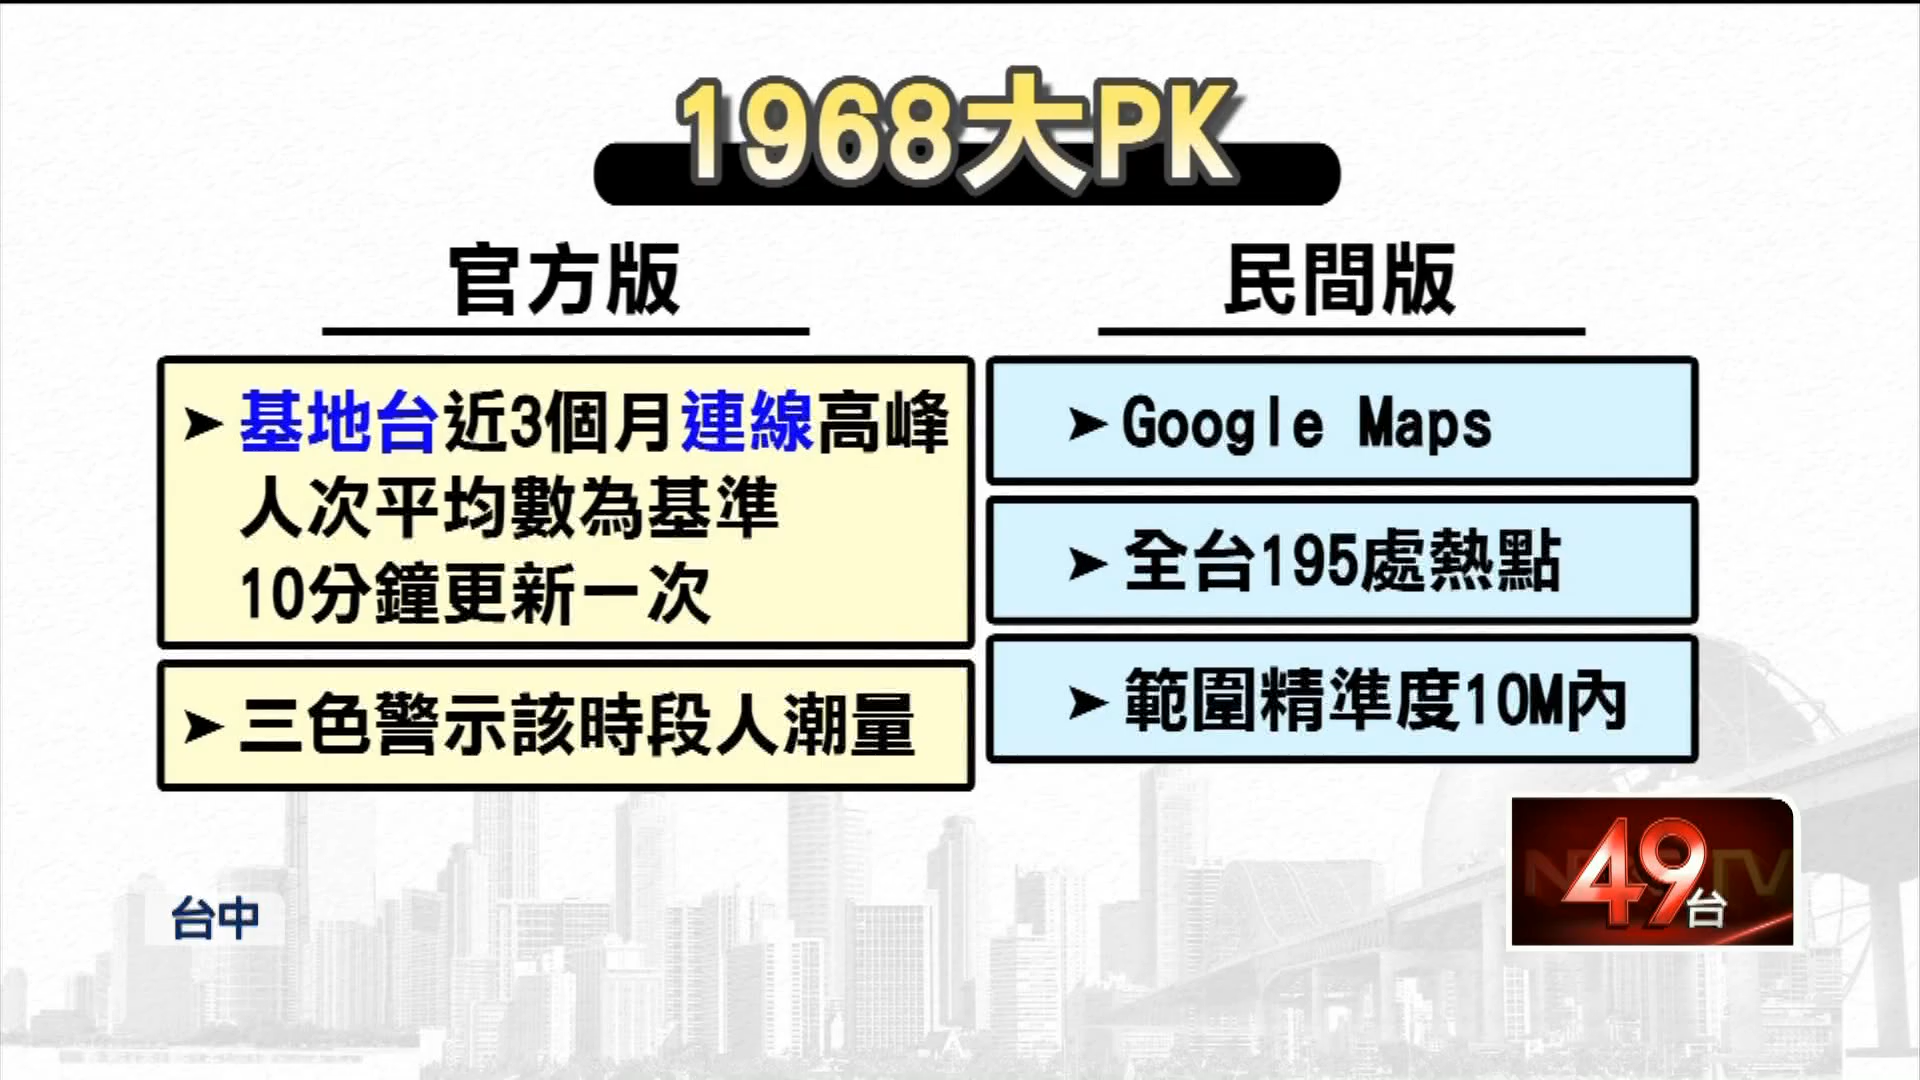 1968大PK
官方版
➤基地台近3個月連線高峰
人次平均數為基準
10分鐘更新一次
➤三色警示該時段人潮量
民間版
➤Google Maps
➤全台195處熱點
➤範圍精準度10M內
台中
49台